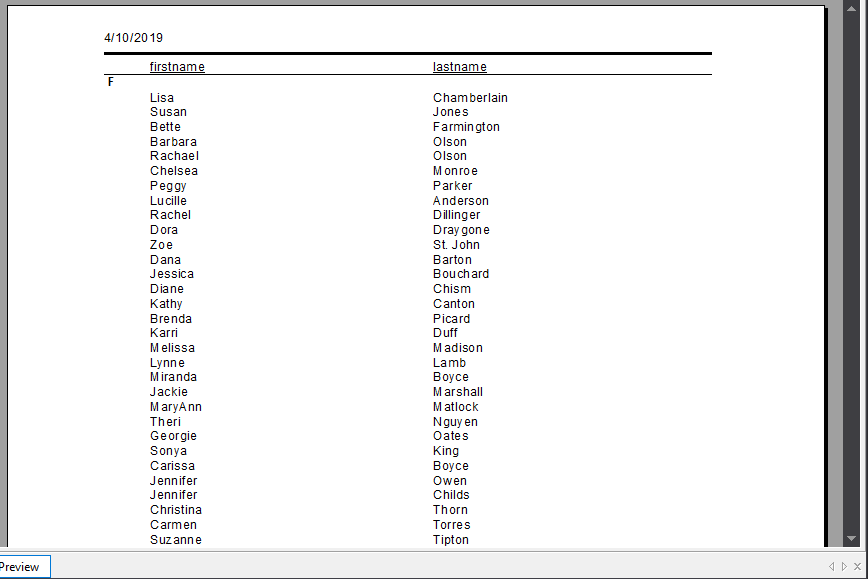 4/10/2019
firstname lastname
F
Lisa Chamberlain
Susan Jones
Bette Farmington
Barbara Olson
Rachael Olson
Chelsea Monroe
Peggy Parker
Lucille Anderson
Rachel Dillinger
Dora Draygone
Zoe St. John
Dana Barton
Jessica Bouchard
Diane Chism
Kathy Canton
Brenda Picard
Karri Duff
Melissa Madison
Lynne Lamb
Miranda Boyce
Jackie Marshall
MaryAnn Matlock
Theri Nguyen
Georgie Oates
Sonya King
Carissa Boyce
Jennifer Owen
Jennifer Childs
Christina Thorn
Carmen Torres
Suzanne Tipton
Preview